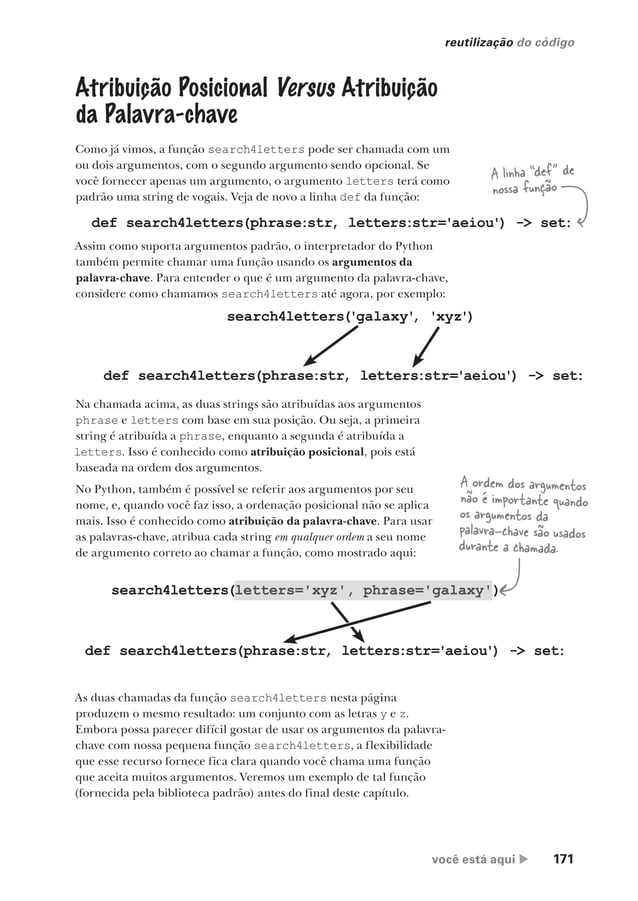 reutilização do código
Atribuição Posicional Versus Atribuição
da Palavra-chave
Como já vimos, a função search4letters pode ser chamada com um
ou dois argumentos, com o segundo argumento sendo opcional. Se
você fornecer apenas um argumento, o argumento letters terá como
padrão uma string de vogais. Veja de novo a linha def da função:
A linha "def" de
nossa função
def search4letters(phrase:str, letters:str='aeiou') -> set:
Assim como suporta argumentos padrão, o interpretador do Python
também permite chamar uma função usando os argumentos da
palavra-chave. Para entender o que é um argumento da palavra-chave,
considere como chamamos search4letters até agora, por exemplo:
search4letters('galaxy', 'xyz')
def search4letters(phrase:str, letters:str='aeiou') -> set:
Na chamada acima, as duas strings são atribuídas aos argumentos
phrase e letters com base em sua posição. Ou seja, a primeira
string é atribuída a phrase, enquanto a segunda é atribuída a
letters. Isso é conhecido como atribuição posicional, pois está
baseada na ordem dos argumentos.
No Python, também é possível se referir aos argumentos por seu
nome, e, quando você faz isso, a ordenação posicional não se aplica
mais. Isso é conhecido como atribuição da palavra-chave. Para usar
as palavras-chave, atribua cada string em qualquer ordem a seu nome
de argumento correto ao chamar a função, como mostrado aqui:
A ordem dos argumentos
não é importante quando
os argumentos da
palavra-chave são usados
durante a chamada.
search4letters(letters='xyz', phrase='galaxy')
def search4letters(phrase:str, letters:str='aeiou') -> set:
As duas chamadas da função search4letters nesta página
produzem o mesmo resultado: um conjunto com as letras y e z.
Embora possa parecer difícil gostar de usar os argumentos da palavra-
chave com nossa pequena função search4letters, a flexibilidade
que esse recurso fornece fica clara quando você chama uma função
que aceita muitos argumentos. Veremos um exemplo de tal função
(fornecida pela biblioteca padrão) antes do final deste capítulo.
você está aqui ▶ 171